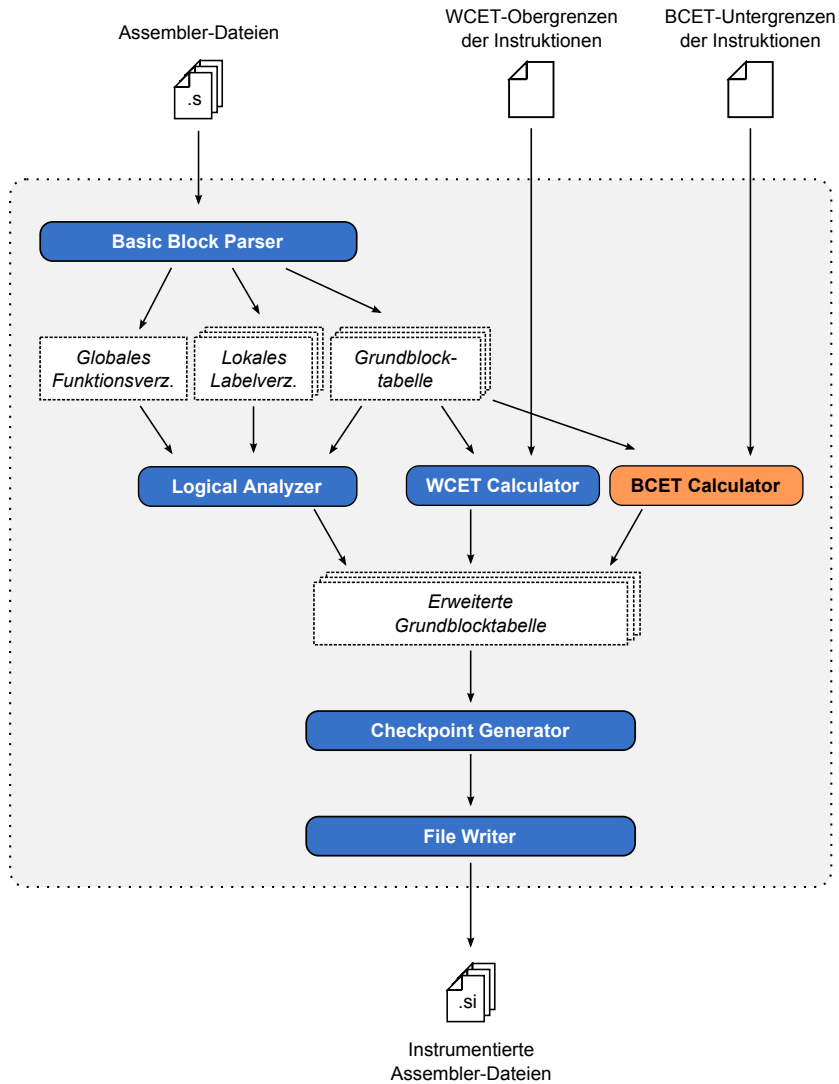 Assembler-Dateien
WCET-Obergrenzen
der Instruktionen
BCET-Untergrenzen
der Instruktionen
.s
Basic Block Parser
Globales
Funktionsverz.
Lokales
Labelverz.
Grundblock-
tabelle
Logical Analyzer
WCET Calculator
BCET Calculator
Erweiterte
Grundblocktabelle
Checkpoint Generator
File Writer
.si
Instrumentierte
Assembler-Dateien